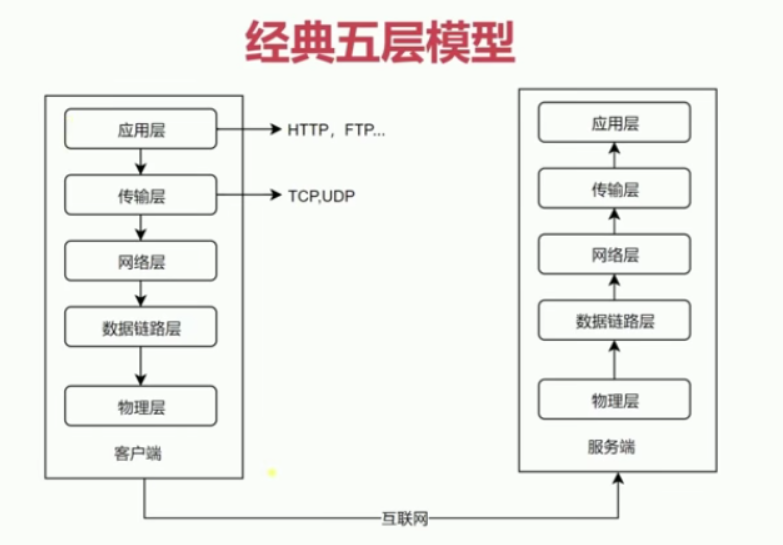 经典五层模型
应用层
HTTP，FTP...
传输层
TCP,UDP
网络层
数据链路层
物理层
客户端
应用层
传输层
网络层
数据链路层
物理层
服务端
互联网